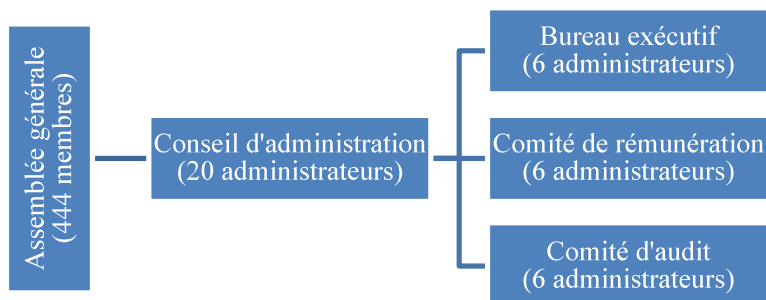 Assemblée générale
(444 membres)
Conseil d'administration
(20 administrateurs)
Bureau exécutif
(6 administrateurs)
Comité de rémunération
(6 administrateurs)
Comité d'audit
(6 administrateurs)